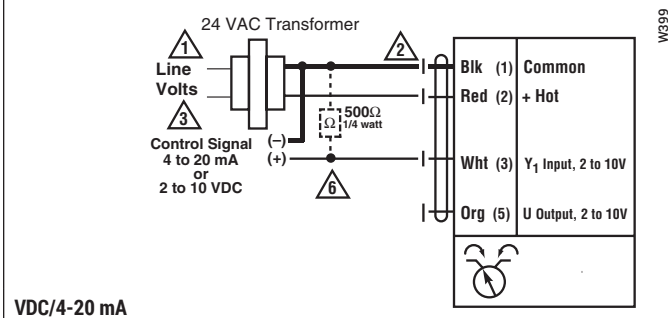 W399
24 VAC Transformer
1
2
Line
Volts
3
Blk (1) Common
Red (2) + Hot
Ω
500Ω
1/4 watt
Control Signal
4 to 20 mA
or
2 to 10 VDC
(–)
(+)
6
Wht (3) Y₁ Input, 2 to 10V
Org (5) U Output, 2 to 10V
VDC/4-20 mA